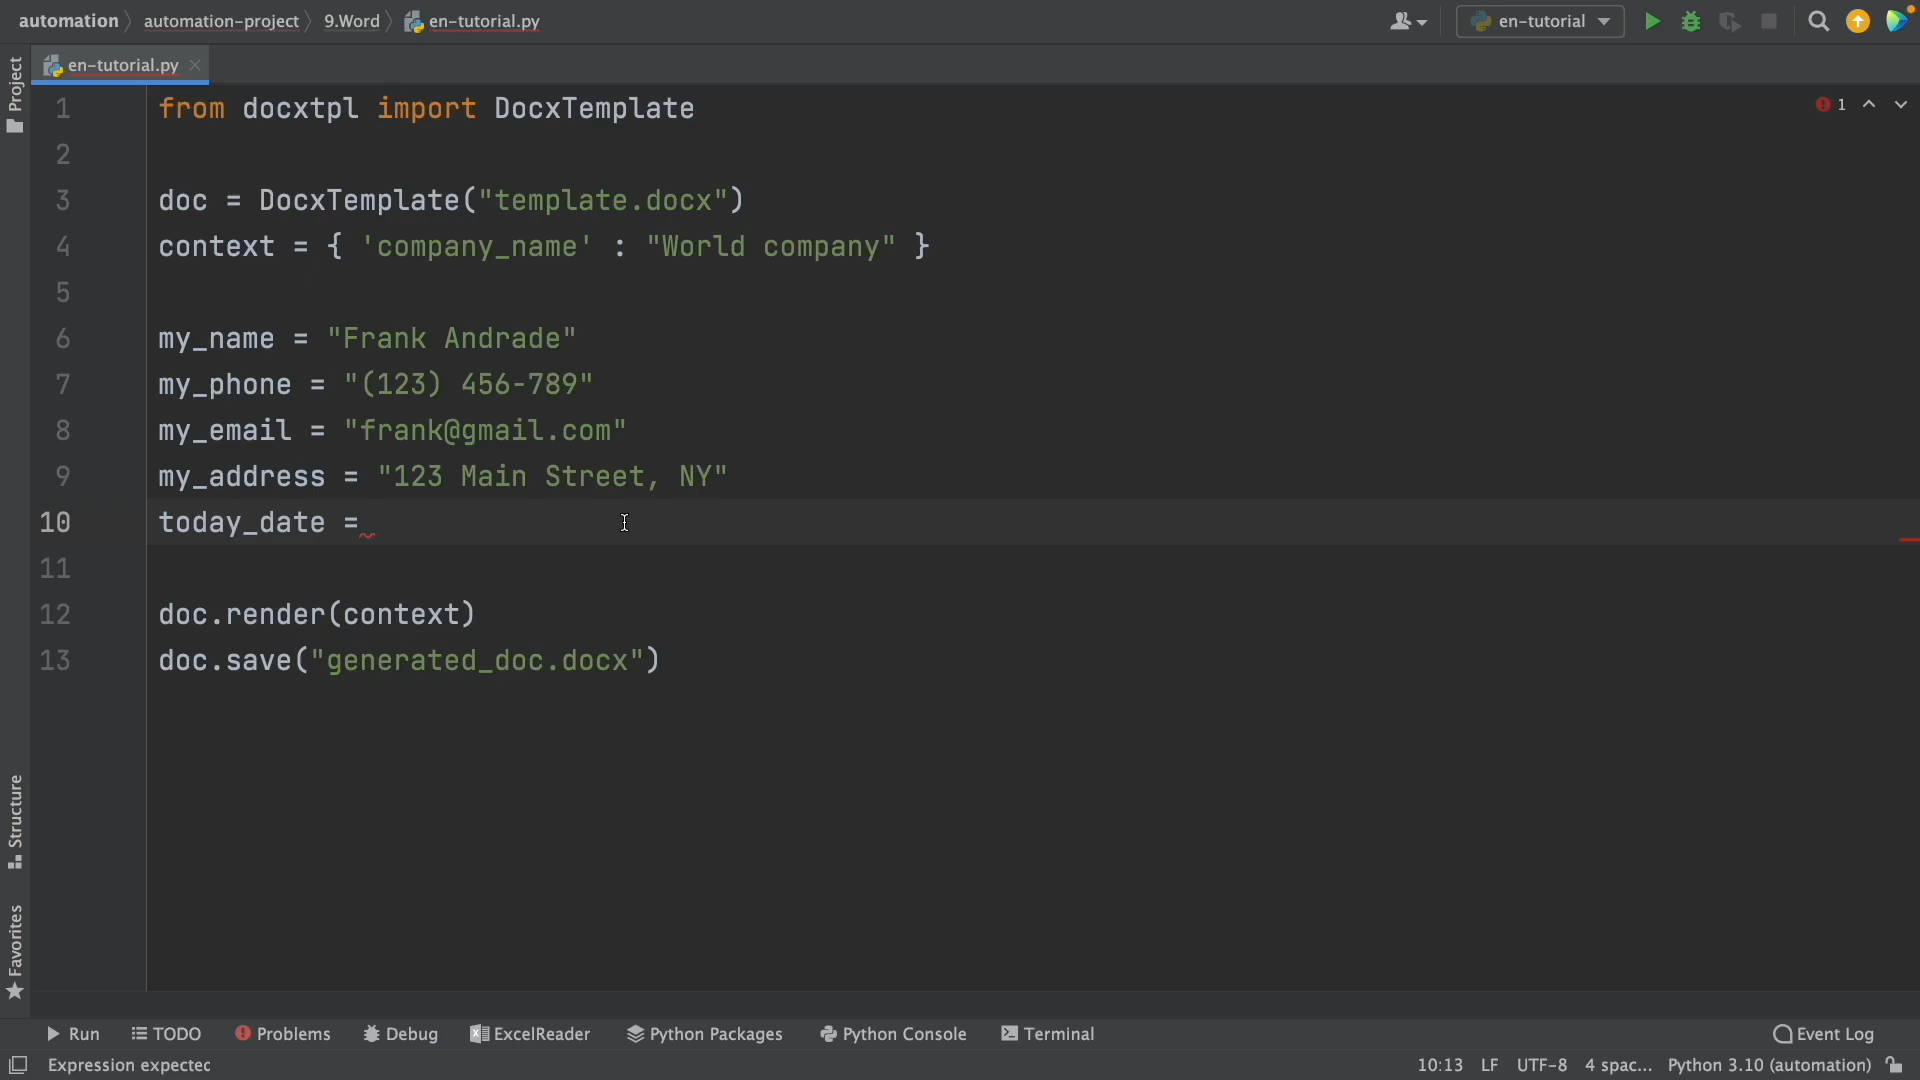 automation automation-project 9.Word en-tutorial.py en-tutorial
en-tutorial.py
Project
1 from docxtpl import DocxTemplate 1
2
3 doc = DocxTemplate("template.docx")
4 context = { 'company_name' : "World company" }
5
6 my_name = "Frank Andrade"
7 my_phone = "(123) 456-789"
8 my_email = "frank@gmail.com"
9 my_address = "123 Main Street, NY"
10 today_date =
11
12 doc.render(context)
13 doc.save("generated_doc.docx")
Structure
Favorites
Run TODO Problems Debug ExcelReader Python Packages Python Console Terminal Event Log
Expression expected 10:13 LF UTF-8 4 spac... Python 3.10 (automation)